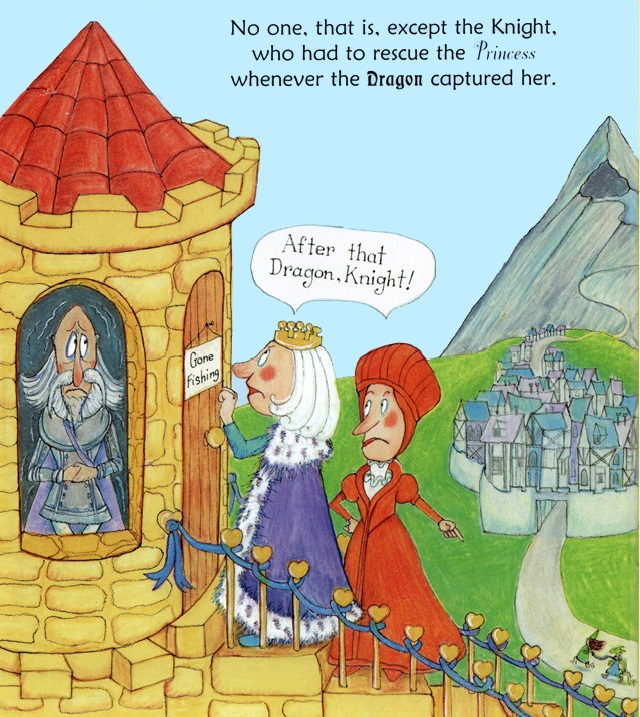 No one, that is, except the Knight,
who had to rescue the Princess
whenever the Dragon captured her.
After that
Dragon, Knight!
Gone
Fishing